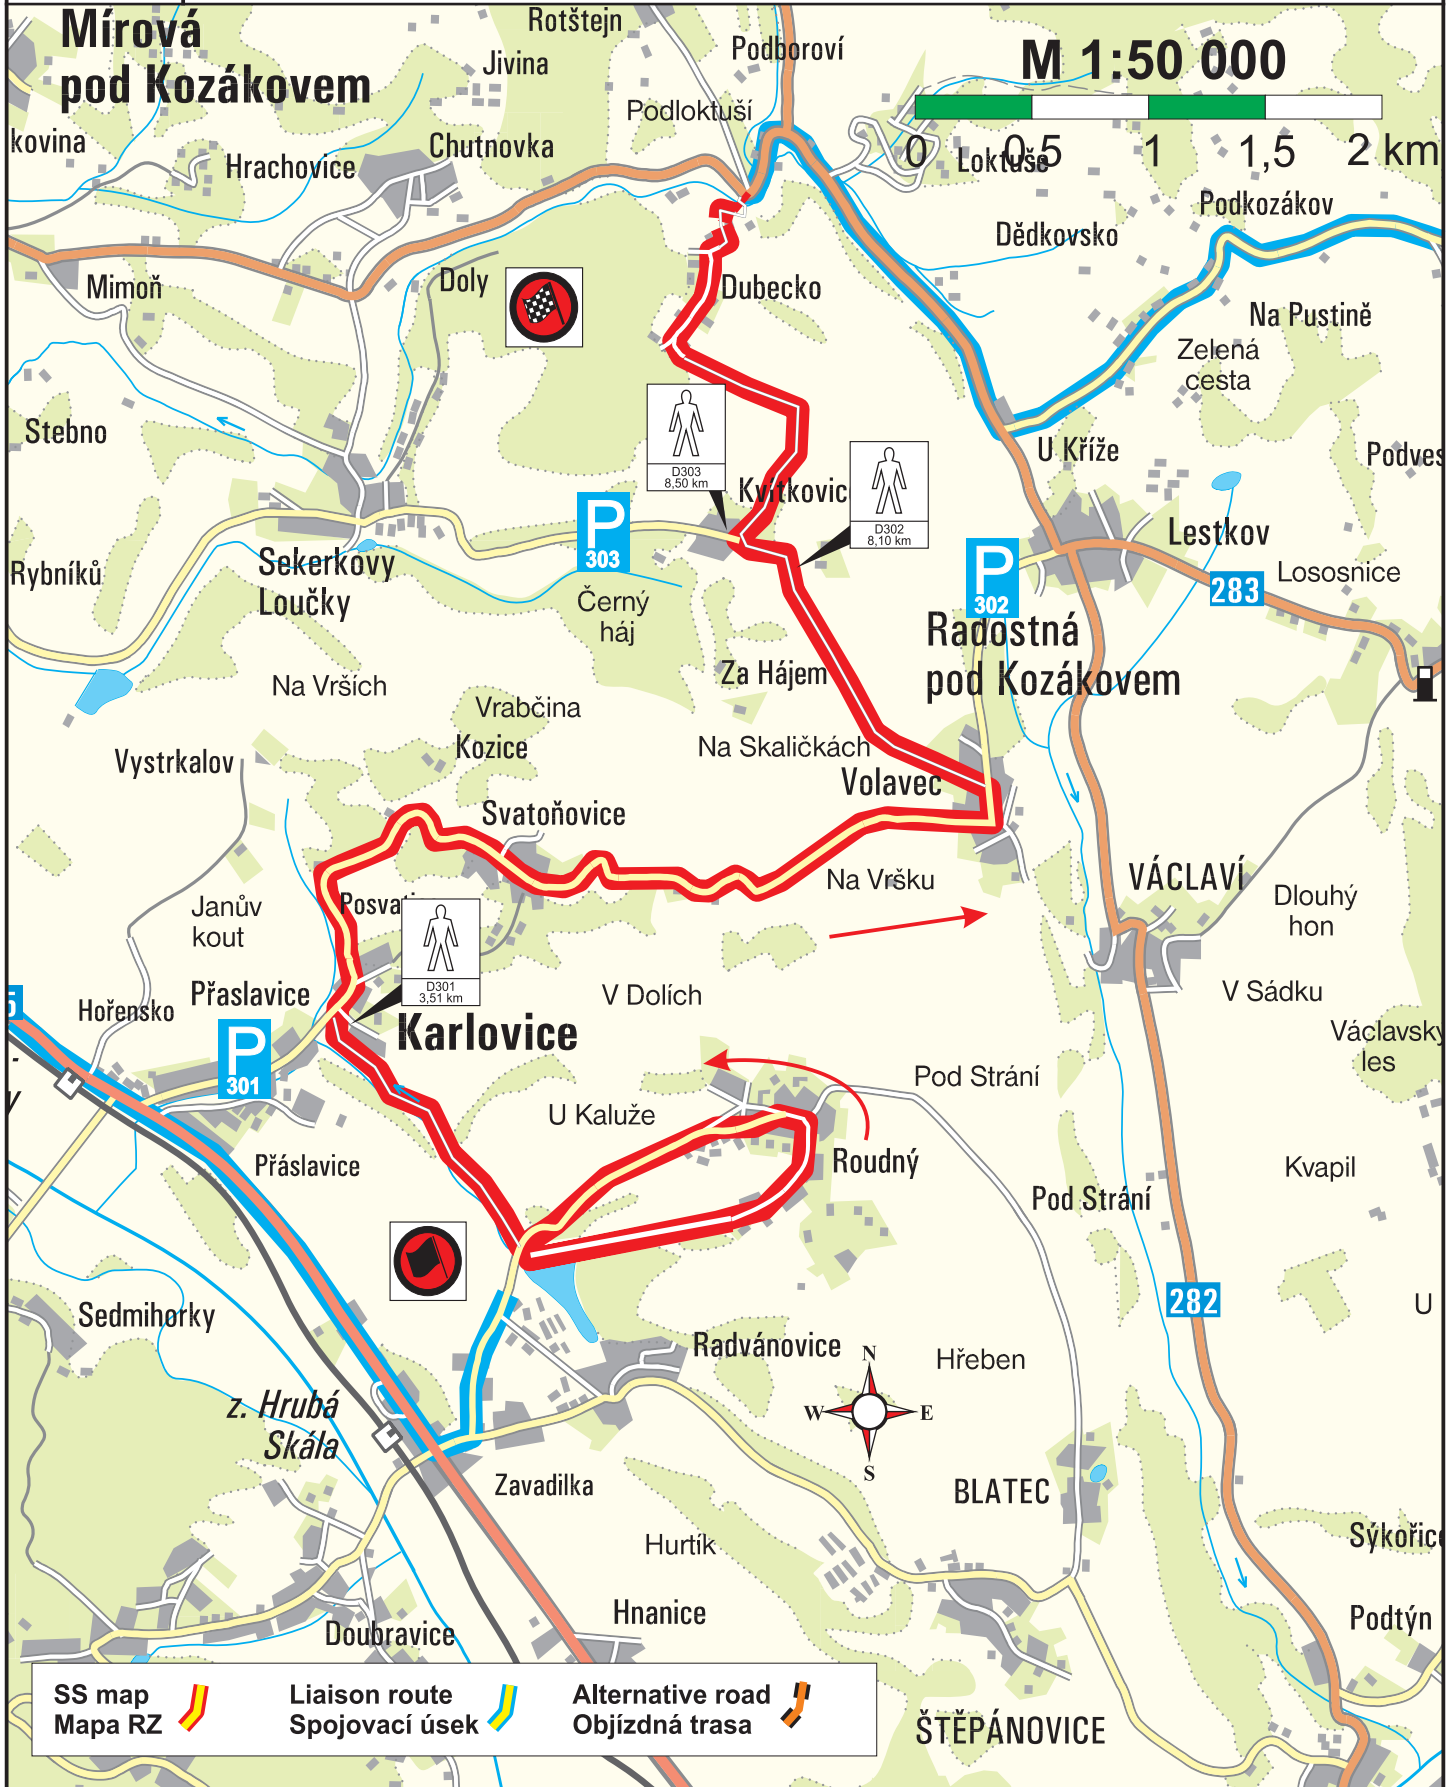 Mírová
pod Kozákovem
Rotštejn
Jivina
Podboroví
M 1:50 000
0 0,5 1 1,5 2 km
Podloktuší
kovina
Hrachovice
Chutnovka
Loktuše
Podkozákov
Dědkovsko
Mimoň
Doly
Dubecko
Na Pustině
Zelená
cesta
Stebno
D303
8,50 km
U Kříže
Podves
Kvítkovic
D302
8,10 km
P
303
Lestkov
Sekerkovy
Loučky
Rybníků
P
302
283
Lososnice
Černý
háj
Radostná
pod Kozákovem
Za Hájem
Na Vrších
Vrabčina
Kozice
Na Skaličkách
Vystrkalov
Volavec
Svatoňovice
Na Vršku
VÁCLAVÍ
Dlouhý
hon
Janův
kout
D301
3,51 km
Přaslavice
Hořensko
V Dolích
V Sádku
5
Karlovice
Václavsky
les
P
301
y
Pod Strání
U Kaluže
Přáslavice
Roudný
Kvapil
Pod Strání
282
U
Sedmihorky
Radvánovice
Hřeben
N
W E
S
z. Hrubá
Skála
Zavadilka
BLATEC
Hurtík
Sýkořice
Hnanice
Podtýn
Doubravice
SS map
Mapa RZ
Liaison route
Spojovací úsek
Alternative road
Objízdná trasa
ŠTĚPÁNOVICE